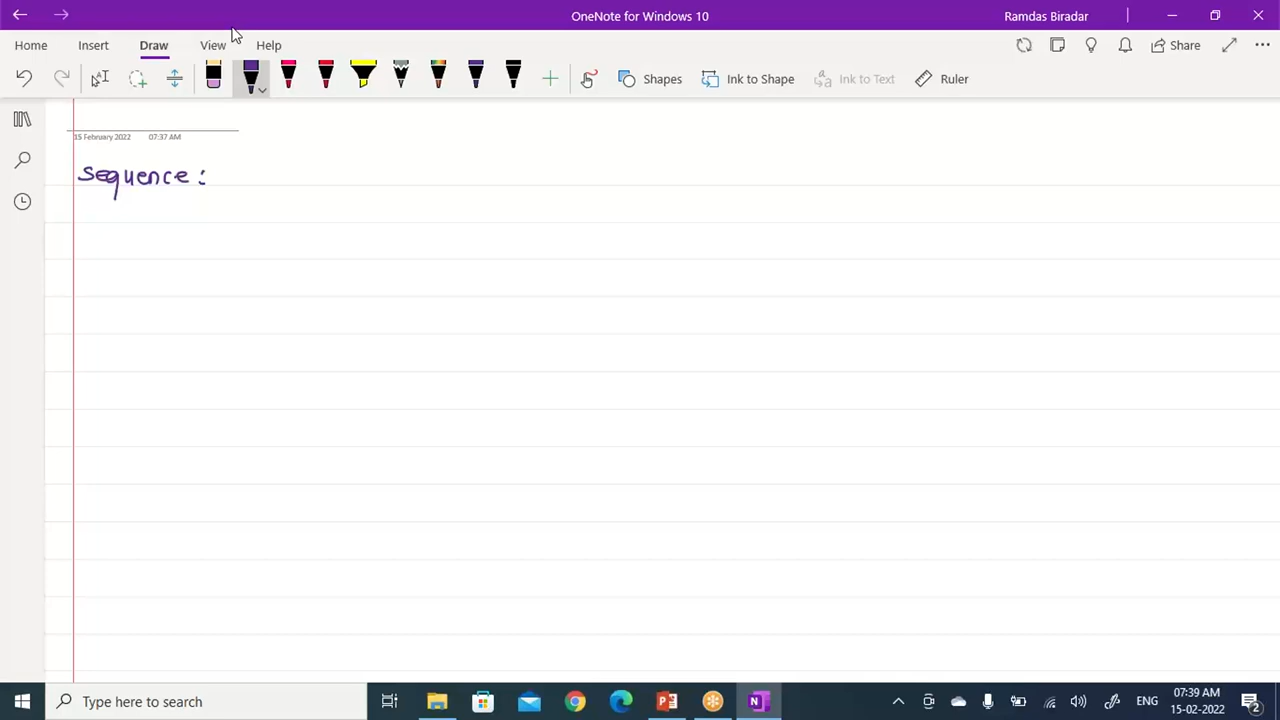 OneNote for Windows 10
Ramdas Biradar
Home Insert Draw View Help
Share
Shapes Ink to Shape Ink to Text Ruler
15 February 2022 07:37 AM
Sequence:
Type here to search
ENG
07:39 AM
15-02-2022
2